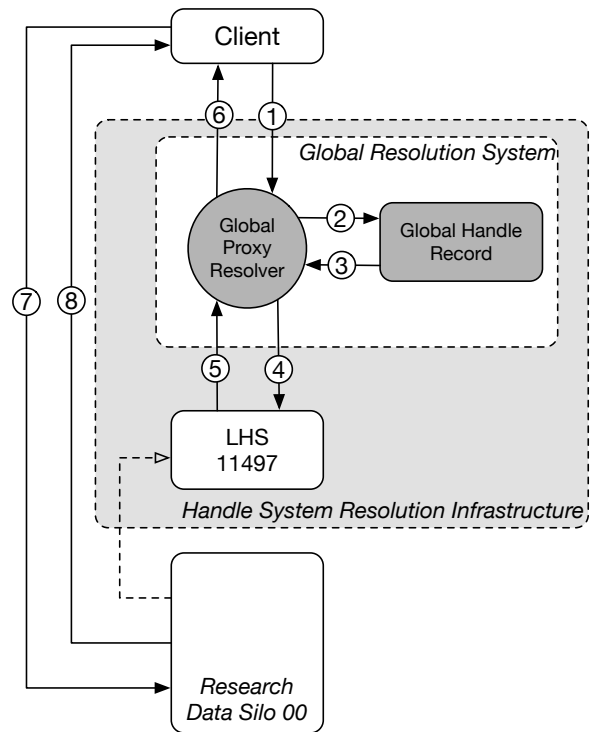 Client
6
1
Global Resolution System
Global
Proxy
Resolver
2
Global Handle
Record
3
7
8
5
4
LHS
11497
Handle System Resolution Infrastructure
Research
Data Silo 00